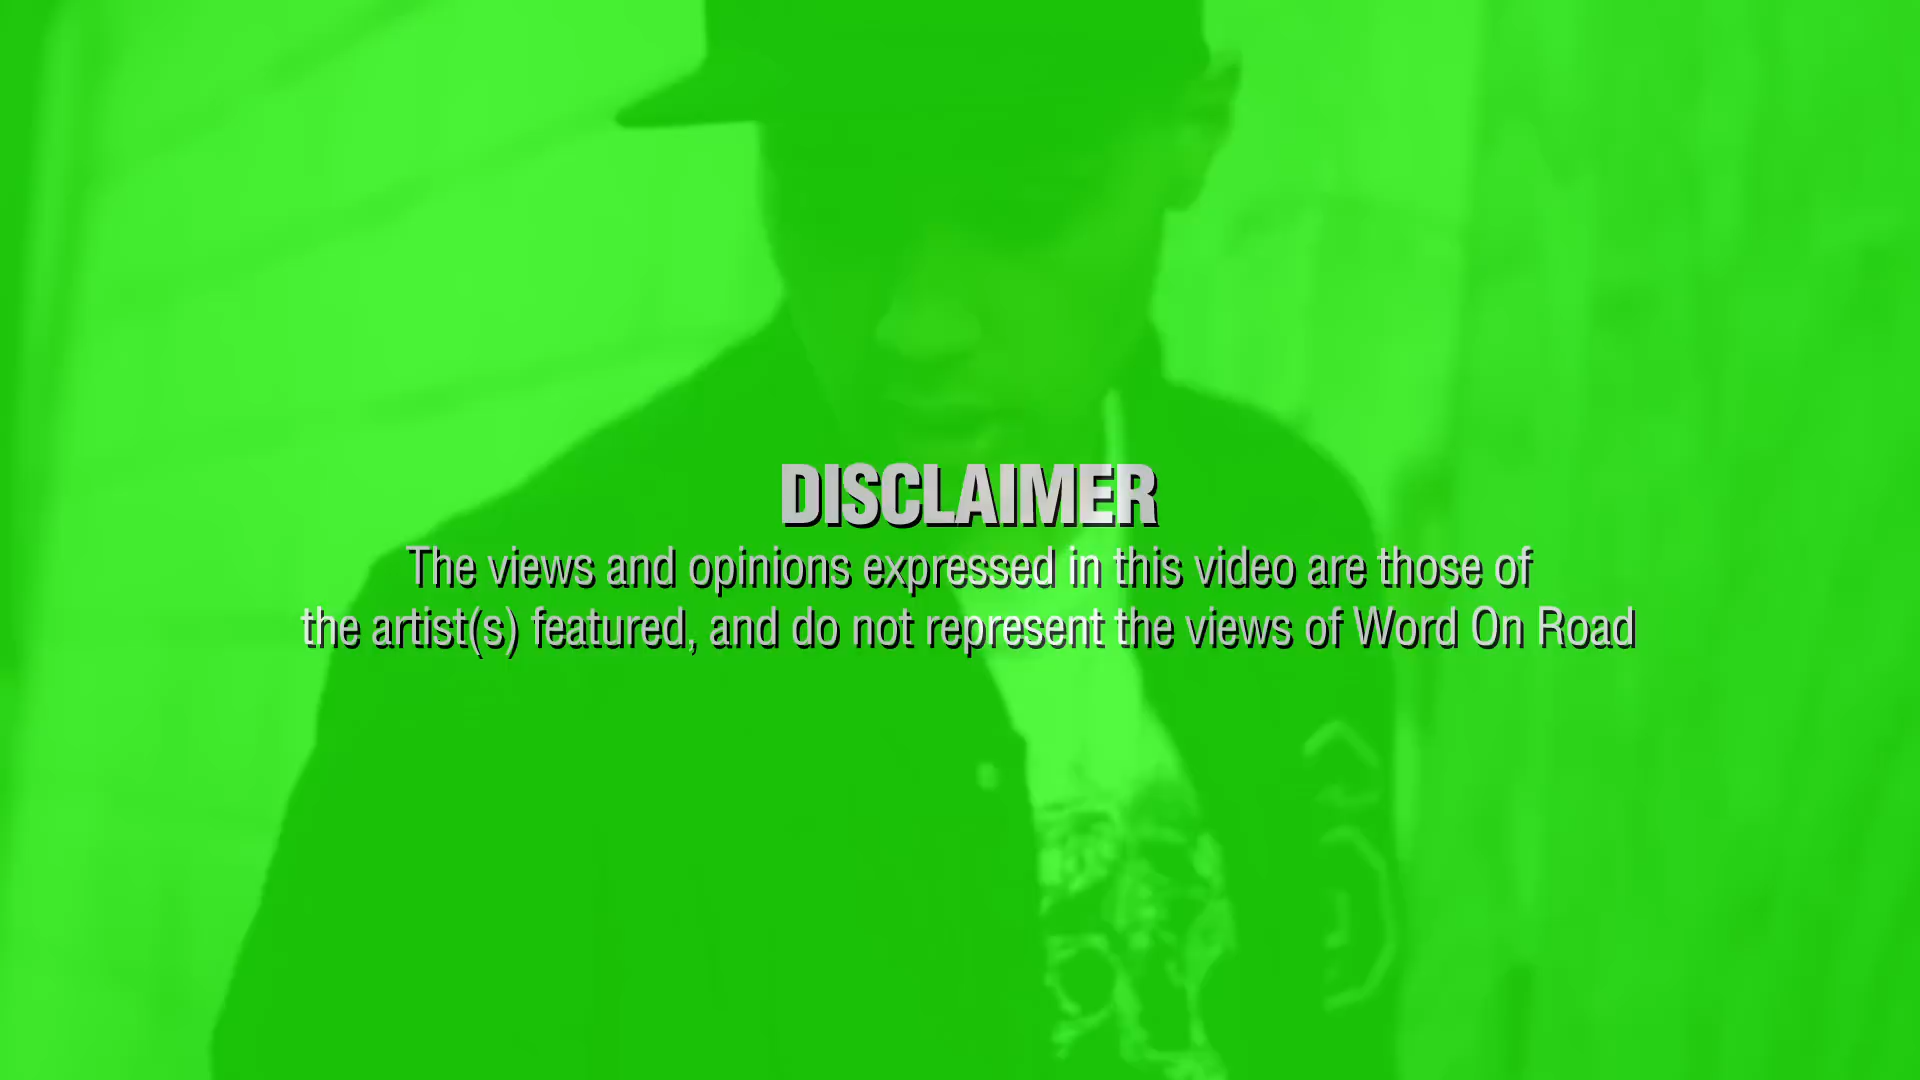 DISCLAIMER
The views and opinions expressed in this video are those of
the artist(s) featured, and do not represent the views of Word On Road